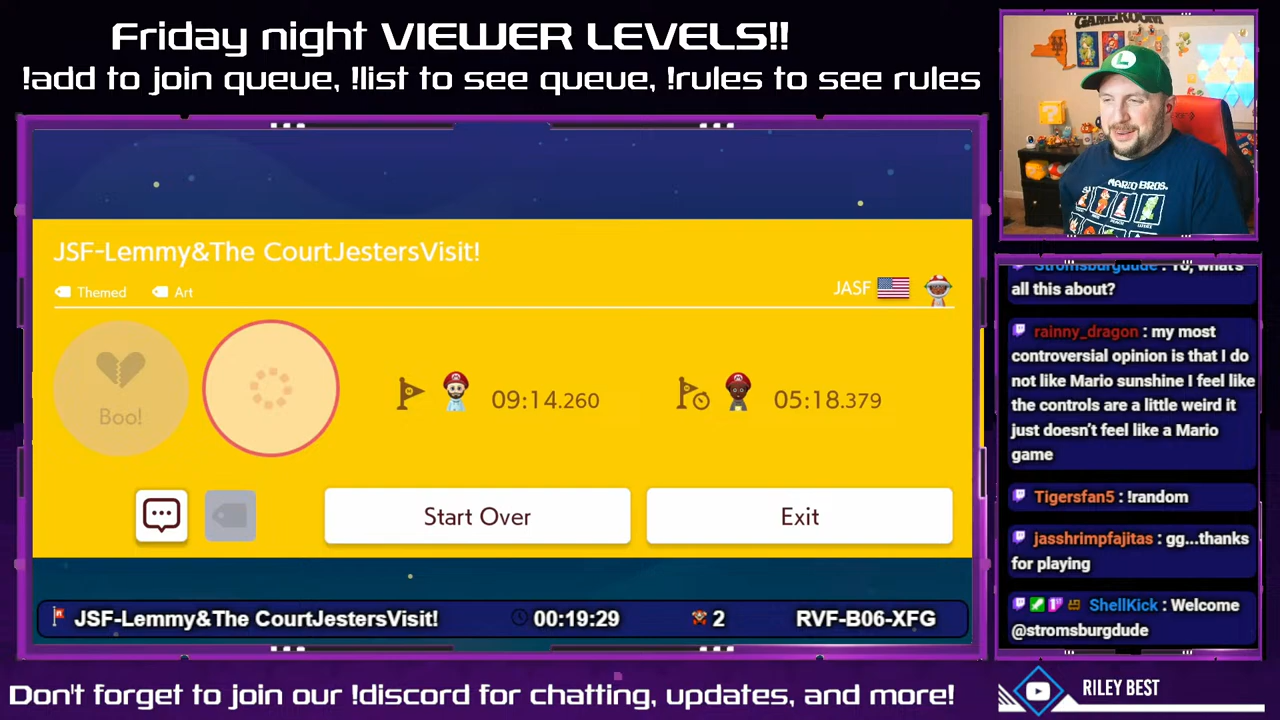 Friday night VIEWER LEVELS!!
!add to join queue, !list to see queue, !rules to see rules
GAMEROOM
MARIO BROS.
JSF-Lemmy&The CourtJestersVisit!
Themed Art
JASF
Boo!
09:14.260
05:18.379
Start Over
Exit
JSF-Lemmy&The CourtJestersVisit! 00:19:29 2 RVF-B06-XFG
Stromsburgdude : Yo, what's
all this about?
rainny_dragon : my most
controversial opinion is that I do
not like Mario sunshine I feel like
the controls are a little weird it
just doesn't feel like a Mario
game
Tigersfan5 : !random
jasshrimpfajitas : gg...thanks
for playing
ShellKick : Welcome
@stromsburgdude
Don't forget to join our !discord for chatting, updates, and more!
RILEY BEST